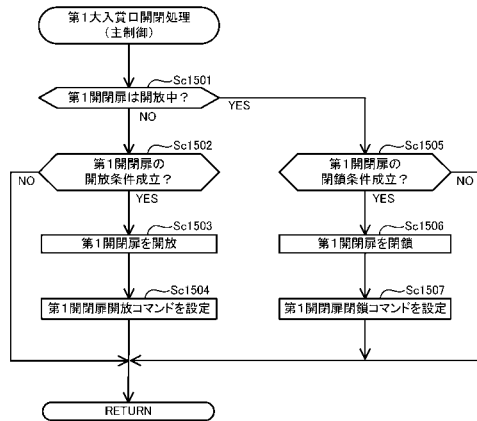 第1大入賞口開閉処理
(主制御)
Sc1501
第1開閉扉は開放中?
YES
NO
Sc1502
第1開閉扉の
開放条件成立?
NO
YES
Sc1503
第1開閉扉を開放
Sc1504
第1開閉扉開放コマンドを設定
Sc1505
第1開閉扉の
閉鎖条件成立?
NO
YES
Sc1506
第1開閉扉を閉鎖
Sc1507
第1開閉扉閉鎖コマンドを設定
RETURN